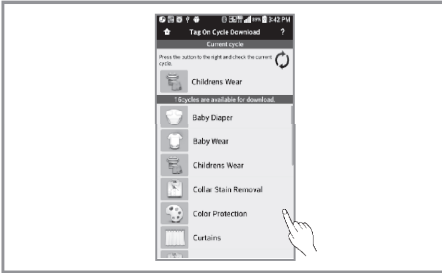 3:42 PM
Tag On Cycle Download ?
Current cycle
Press the button to the right and check the current
cycle.
Childrens Wear
15cycles are available for download.
Baby Diaper
Baby Wear
Childrens Wear
Collar Stain Removal
Color Protection
Curtains